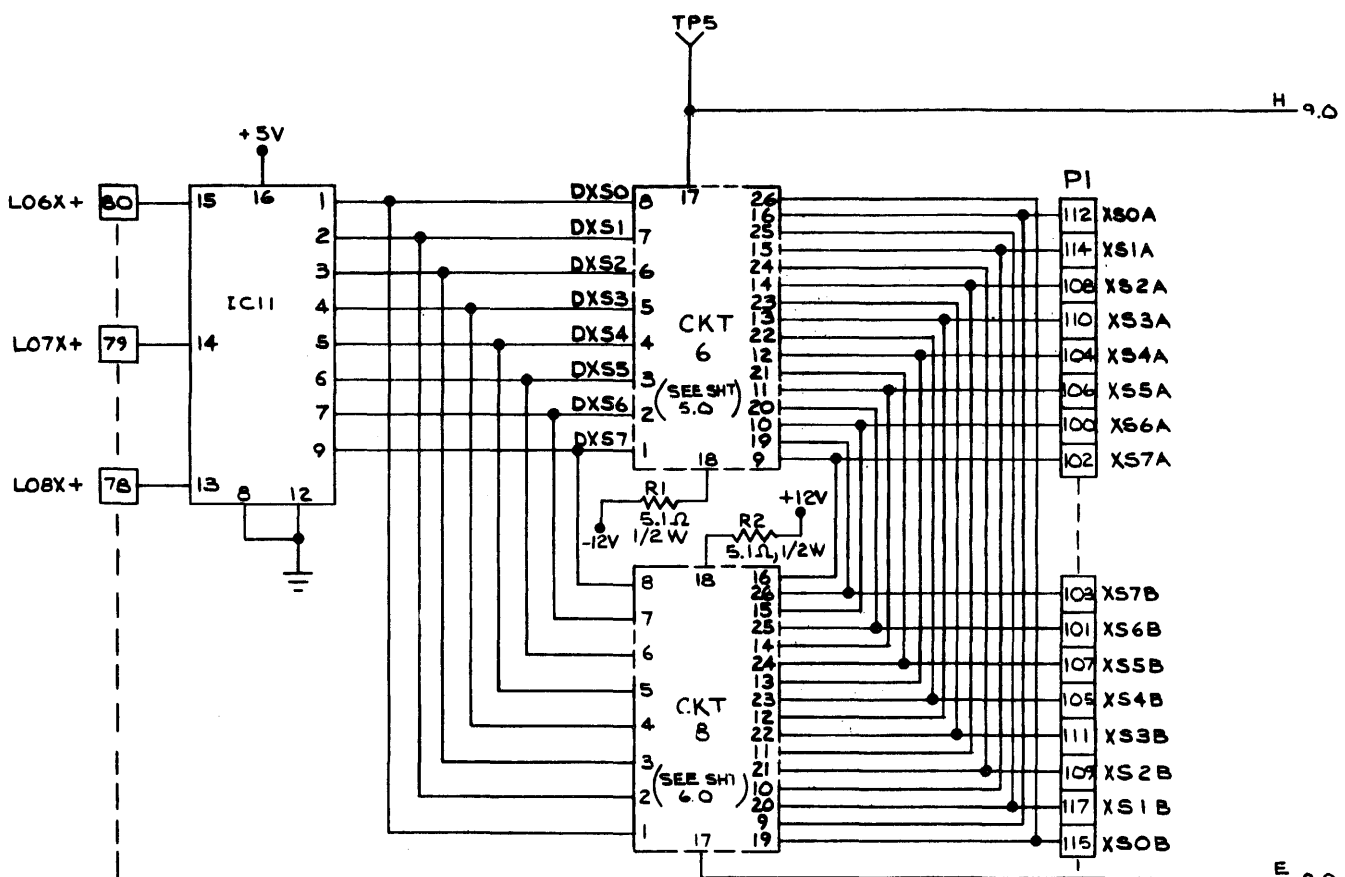 TP5
H 9.0
+5V
L06X+ 80 15 16 1
2
3
IC11 4
L07X+ 79 14 5
6
7
9
L08X+ 78 13
8 12
DXS0 8 17
DXS1 7
DXS2 6
DXS3 5
DXS4 4
DXS5 3
DXS6 2
DXS7 1
CKT
6
(SEE SHT
5.0)
18
26
16
25
15
24
14
23
13
22
12
21
11
20
10
19
9
P1
112 XS0A
114 XS1A
108 XS2A
110 XS3A
104 XS4A
106 XS5A
100 XS6A
102 XS7A
R1
5.1Ω
1/2W
-12V
+12V
R2
5.1Ω, 1/2W
18
8
7
6
5
4
3
2
1
CKT
8
(SEE SHT
6.0)
17
16
26
15
25
14
24
13
23
12
22
11
21
10
20
9
19
103 XS7B
101 XS6B
107 XS5B
105 XS4B
111 XS3B
109 XS2B
117 XS1B
115 XS0B
E